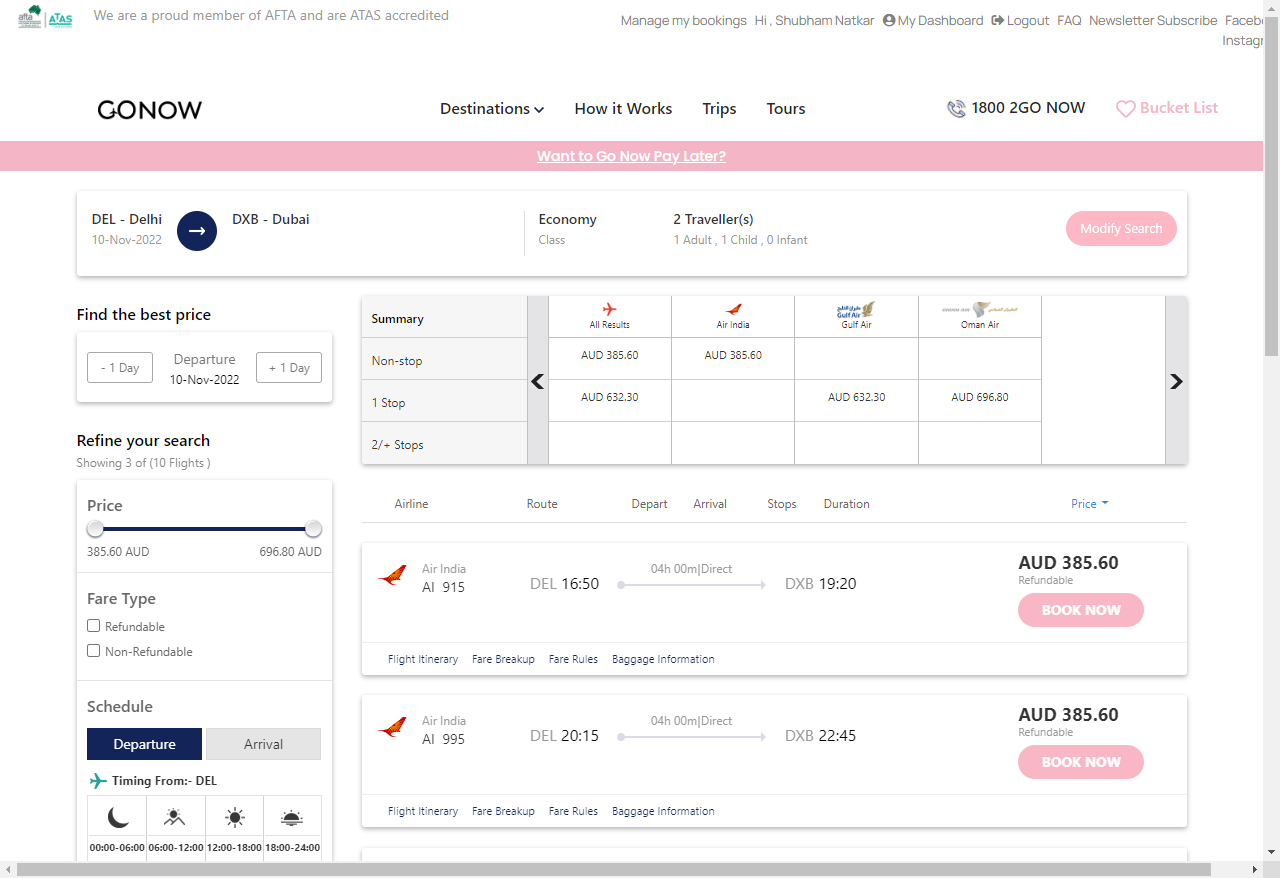 afta ATAS We are a proud member of AFTA and are ATAS accredited
Manage my bookings Hi , Shubham Natkar My Dashboard Logout FAQ Newsletter Subscribe Faceb
Instagr
GONOW
Destinations How it Works Trips Tours
1800 2GO NOW
Bucket List
Want to Go Now Pay Later?
DEL - Delhi DXB - Dubai Economy 2 Traveller(s)
10-Nov-2022 Class 1 Adult , 1 Child , 0 Infant
Modify Search
Find the best price
- 1 Day Departure + 1 Day
10-Nov-2022
Refine your search
Showing 3 of (10 Flights )
Price
385.60 AUD 696.80 AUD
Fare Type
Refundable
Non-Refundable
Schedule
Departure Arrival
Timing From:- DEL
00:00-06:00 06:00-12:00 12:00-18:00 18:00-24:00
Summary All Results Air India Gulf Air Gulf Air Oman Air
Non-stop AUD 385.60 AUD 385.60
1 Stop AUD 632.30 AUD 632.30 AUD 696.80
2/+ Stops
Airline Route Depart Arrival Stops Duration Price
Air India 04h 00m|Direct AUD 385.60
AI 915 DEL 16:50 DXB 19:20 Refundable
BOOK NOW
Flight Itinerary Fare Breakup Fare Rules Baggage Information
Air India 04h 00m|Direct AUD 385.60
AI 995 DEL 20:15 DXB 22:45 Refundable
BOOK NOW
Flight Itinerary Fare Breakup Fare Rules Baggage Information